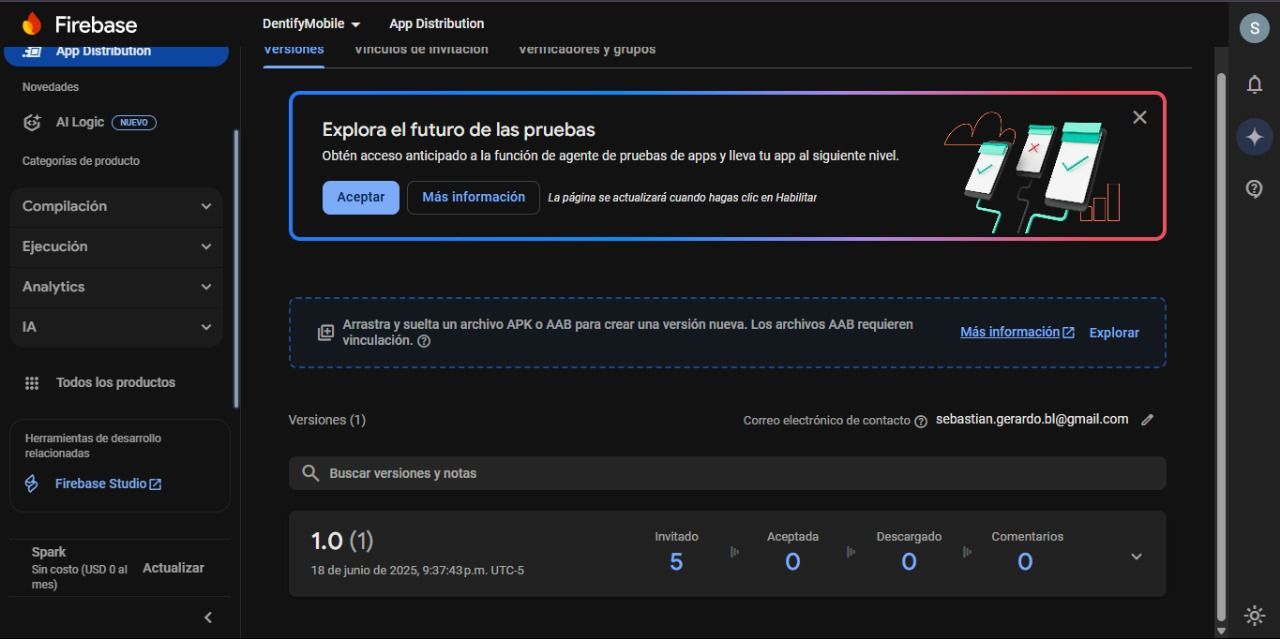 Firebase
DentifyMobile
App Distribution
S
App Distribution
Versiones
Vínculos de invitación
Verificadores y grupos
Novedades
AI Logic
NUEVO
Categorías de producto
Compilación
Ejecución
Analytics
IA
Todos los productos
Herramientas de desarrollo
relacionadas
Firebase Studio
Spark
Sin costo (USD 0 al
mes)
Actualizar
Explora el futuro de las pruebas
Obtén acceso anticipado a la función de agente de pruebas de apps y lleva tu app al siguiente nivel.
Aceptar
Más información
La página se actualizará cuando hagas clic en Habilitar
Arrastra y suelta un archivo APK o AAB para crear una versión nueva. Los archivos AAB requieren
vinculación.
Más información
Explorar
Versiones (1)
Correo electrónico de contacto
sebastian.gerardo.bl@gmail.com
Buscar versiones y notas
1.0 (1)
18 de junio de 2025, 9:37:43 p.m. UTC-5
Invitado
5
Aceptada
0
Descargado
0
Comentarios
0